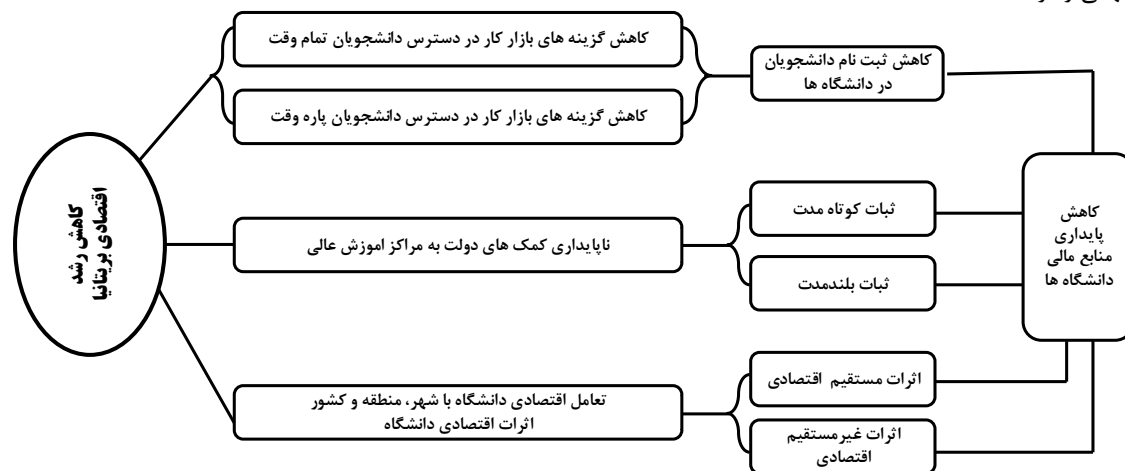 کاهش گزینه های بازار کار در دسترس دانشجویان تمام وقت
کاهش گزینه های بازار کار در دسترس دانشجویان پاره وقت
کاهش ثبت نام دانشجویان
در دانشگاه ها
کاهش رشد
اقتصادی بریتانیا
ناپایداری کمک های دولت به مراکز اموزش عالی
ثبات کوتاه مدت
ثبات بلندمدت
کاهش
پایداری
منابع مالی
دانشگاه ها
تعامل اقتصادی دانشگاه با شهر، منطقه و کشور
اثرات اقتصادی دانشگاه
اثرات مستقیم اقتصادی
اثرات غیرمستقیم
اقتصادی